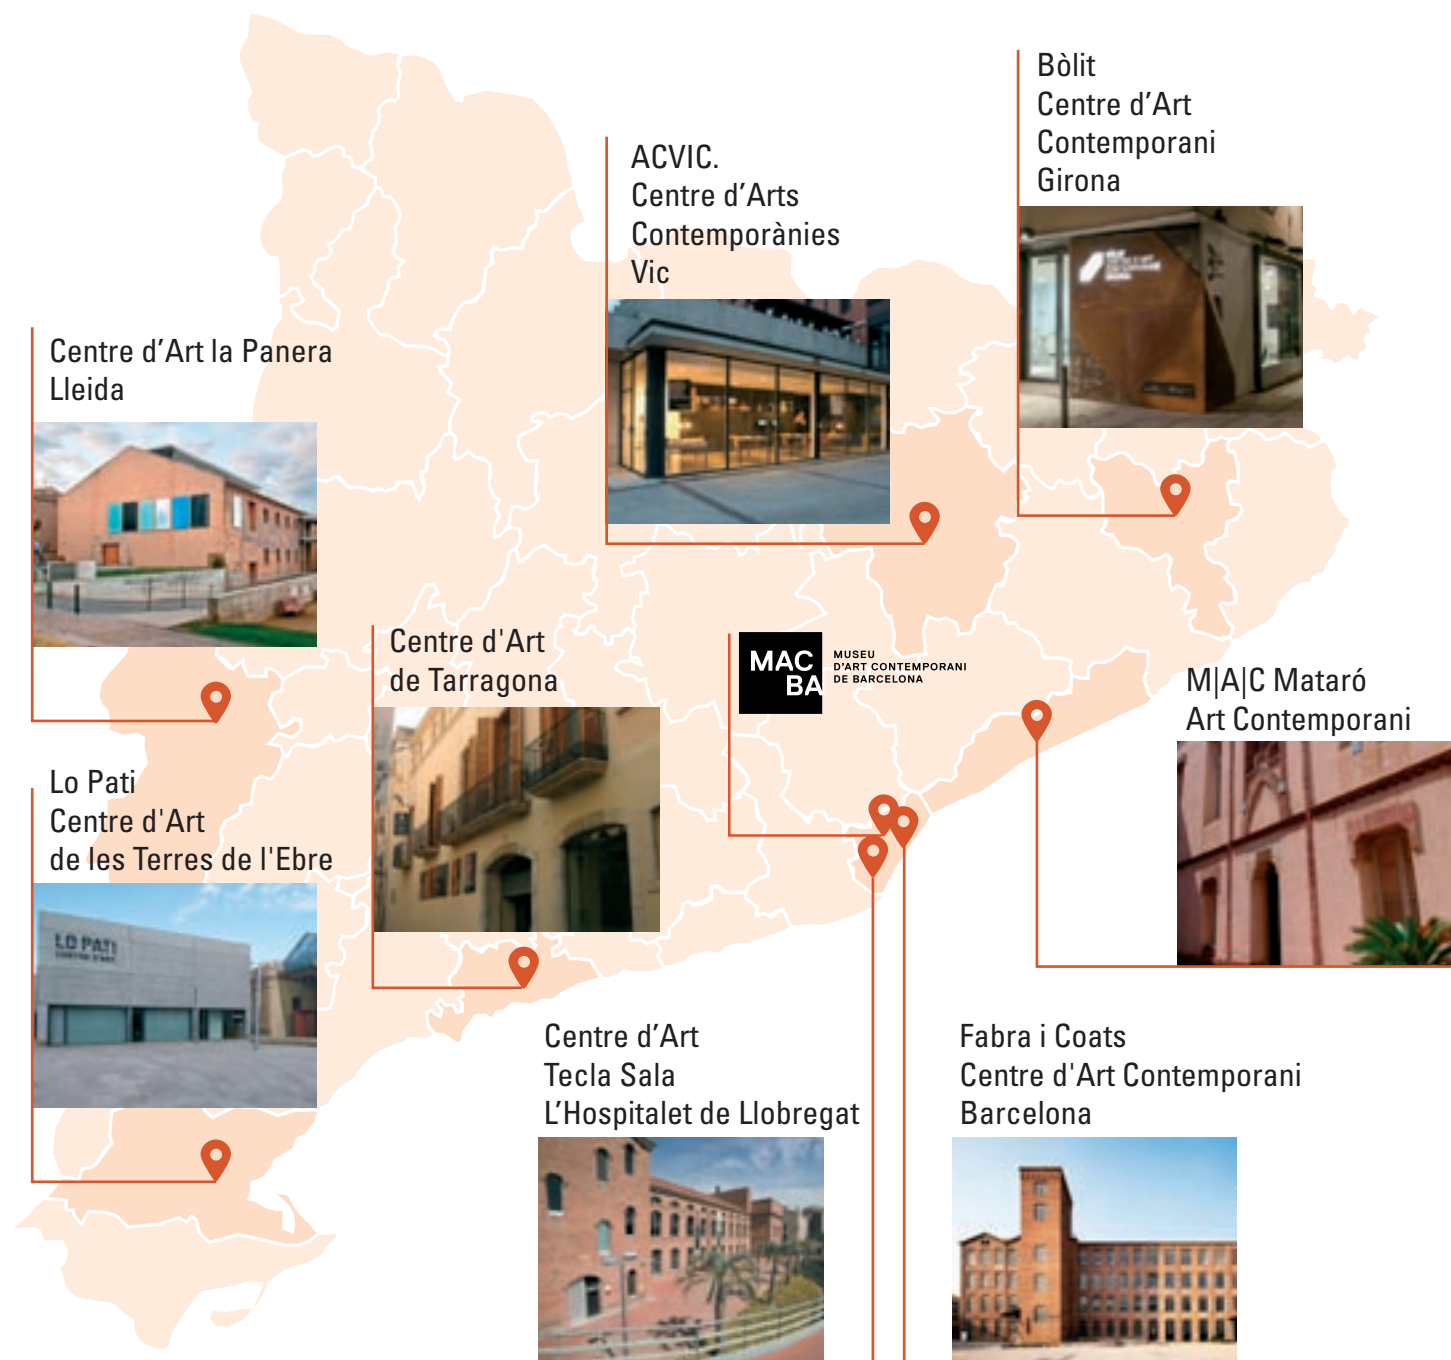 Bòlit
Centre d’Art
Contemporani
Girona
ACVIC.
Centre d’Arts
Contemporànies
Vic
Centre d’Art la Panera
Lleida
Centre d'Art
de Tarragona
MAC
BA
MUSEU
D'ART CONTEMPORANI
DE BARCELONA
M|A|C Mataró
Art Contemporani
Lo Pati
Centre d'Art
de les Terres de l'Ebre
LO PATI
CENTRE D'ART
Centre d’Art
Tecla Sala
L’Hospitalet de Llobregat
Fabra i Coats
Centre d'Art Contemporani
Barcelona